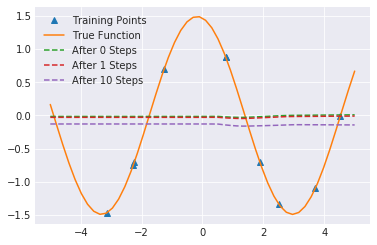 Training Points
True Function
After 0 Steps
After 1 Steps
After 10 Steps
1.5
1.0
0.5
0.0
−0.5
−1.0
−1.5
−4 −2 0 2 4